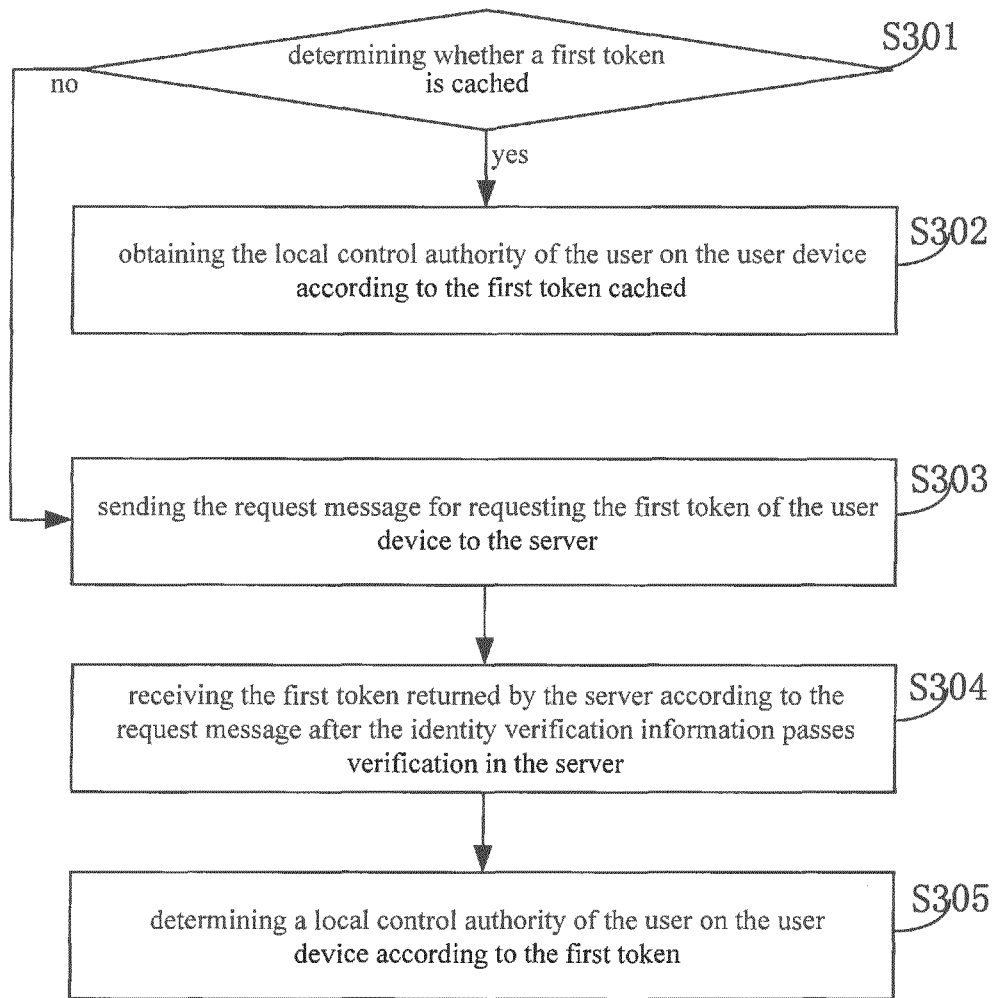 S301
determining whether a first token
is cached
no
yes
S302
obtaining the local control authority of the user on the user device
according to the first token cached
S303
sending the request message for requesting the first token of the user
device to the server
S304
receiving the first token returned by the server according to the
request message after the identity verification information passes
verification in the server
S305
determining a local control authority of the user on the user
device according to the first token